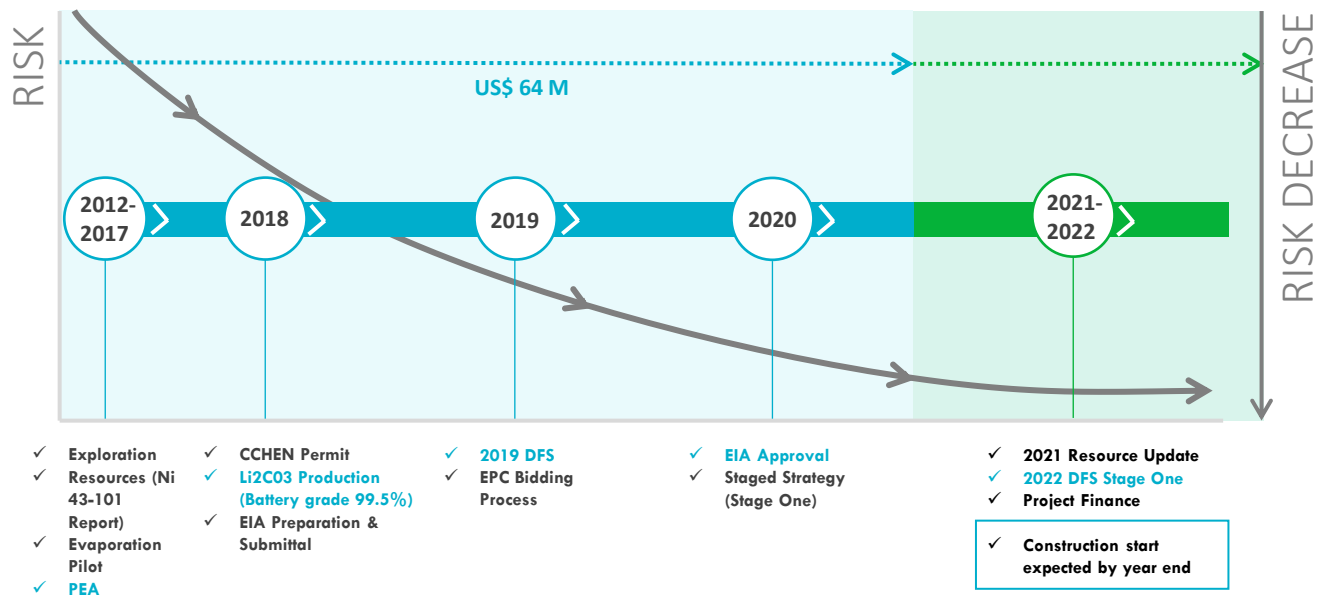 RISK
US$ 64 M
RISK DECREASE
2012-
2017
2018
2019
2020
2021-
2022
✓ Exploration
✓ Resources (Ni
43-101
Report)
✓ Evaporation
Pilot
✓ PEA
✓ CCHEN Permit
✓ Li2C03 Production
(Battery grade 99.5%)
✓ EIA Preparation &
Submittal
✓ 2019 DFS
✓ EPC Bidding
Process
✓ EIA Approval
✓ Staged Strategy
(Stage One)
✓ 2021 Resource Update
✓ 2022 DFS Stage One
✓ Project Finance
✓ Construction start
expected by year end